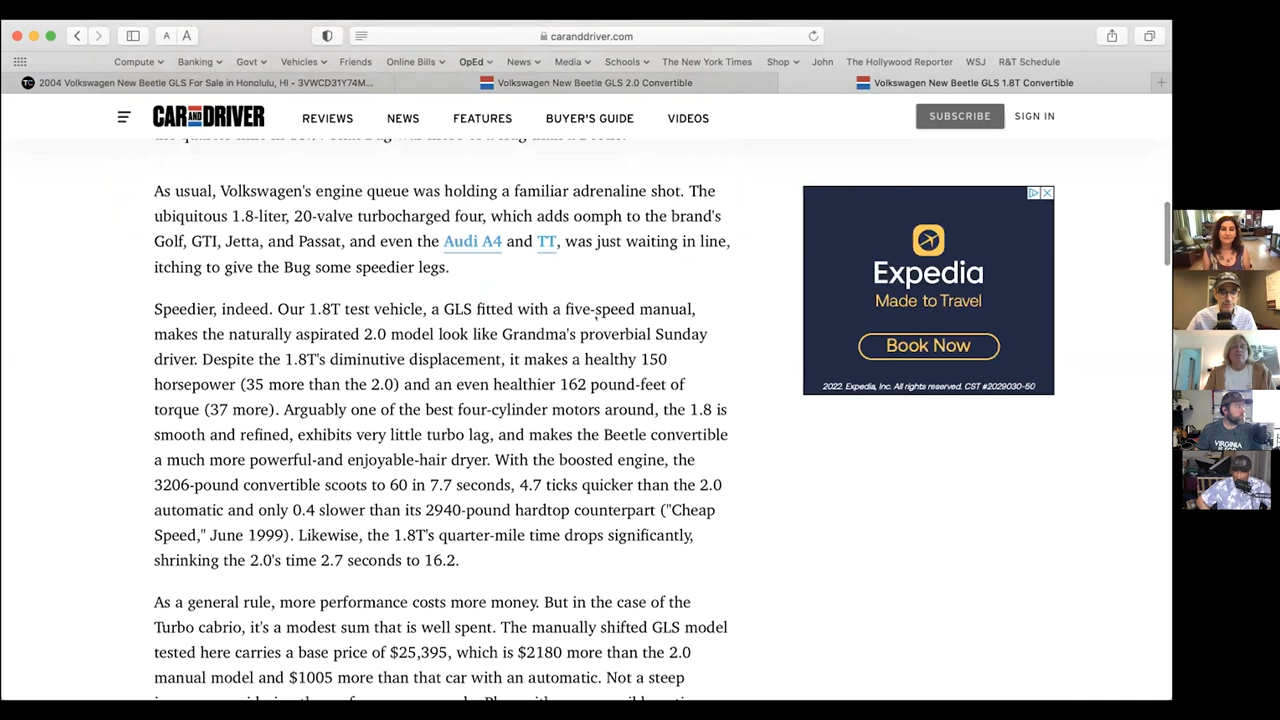 caranddriver.com
A A
Compute Banking Govt Vehicles Friends Online Bills OpEd News Media Schools The New York Times Shop John The Hollywood Reporter WSJ R&T Schedule
TC 2004 Volkswagen New Beetle GLS For Sale in Honolulu, HI - 3VWCD31Y74M... Volkswagen New Beetle GLS 2.0 Convertible Volkswagen New Beetle GLS 1.8T Convertible
CAR AND DRIVER REVIEWS NEWS FEATURES BUYER'S GUIDE VIDEOS SUBSCRIBE SIGN IN
As usual, Volkswagen's engine queue was holding a familiar adrenaline shot. The
ubiquitous 1.8-liter, 20-valve turbocharged four, which adds oomph to the brand's
Golf, GTI, Jetta, and Passat, and even the Audi A4 and TT, was just waiting in line,
itching to give the Bug some speedier legs.
Speedier, indeed. Our 1.8T test vehicle, a GLS fitted with a five-speed manual,
makes the naturally aspirated 2.0 model look like Grandma's proverbial Sunday
driver. Despite the 1.8T's diminutive displacement, it makes a healthy 150
horsepower (35 more than the 2.0) and an even healthier 162 pound-feet of
torque (37 more). Arguably one of the best four-cylinder motors around, the 1.8 is
smooth and refined, exhibits very little turbo lag, and makes the Beetle convertible
a much more powerful-and enjoyable-hair dryer. With the boosted engine, the
3206-pound convertible scoots to 60 in 7.7 seconds, 4.7 ticks quicker than the 2.0
automatic and only 0.4 slower than its 2940-pound hardtop counterpart ("Cheap
Speed," June 1999). Likewise, the 1.8T's quarter-mile time drops significantly,
shrinking the 2.0's time 2.7 seconds to 16.2.
As a general rule, more performance costs more money. But in the case of the
Turbo cabrio, it's a modest sum that is well spent. The manually shifted GLS model
tested here carries a base price of $25,395, which is $2180 more than the 2.0
manual model and $1005 more than that car with an automatic. Not a steep
Expedia
Made to Travel
Book Now
2022. Expedia, Inc. All rights reserved. CST #2029030-50
VIRGINIA